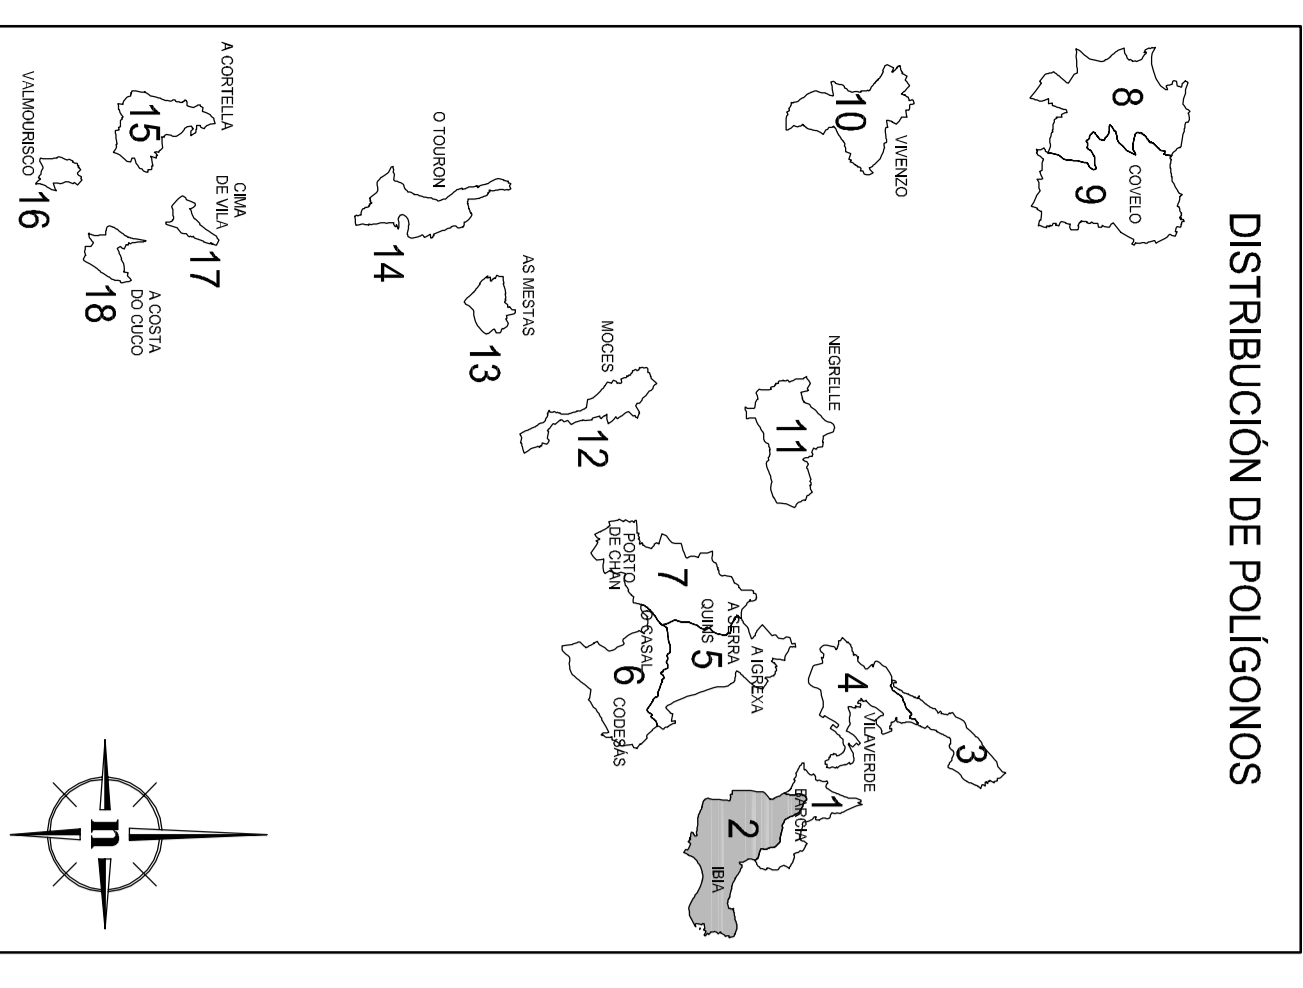 DISTRIBUCIÓN DE POLÍGONOS
8
9
COVELO
10
VIVENZO
NEGRELLE
11
3
4
VILAVERDE
1
BARCIA
2
IBIA
A IGREXA
A SERRA
QUINS
5
7
PORTO
DE CHAN
O CASAL
6
CODESÁS
MOCES
12
AS MESTAS
13
O TOURON
14
A CORTELLA
15
CIMA
DE VILA
17
VALMOURISCO
16
A COSTA
DO CUCO
18
n